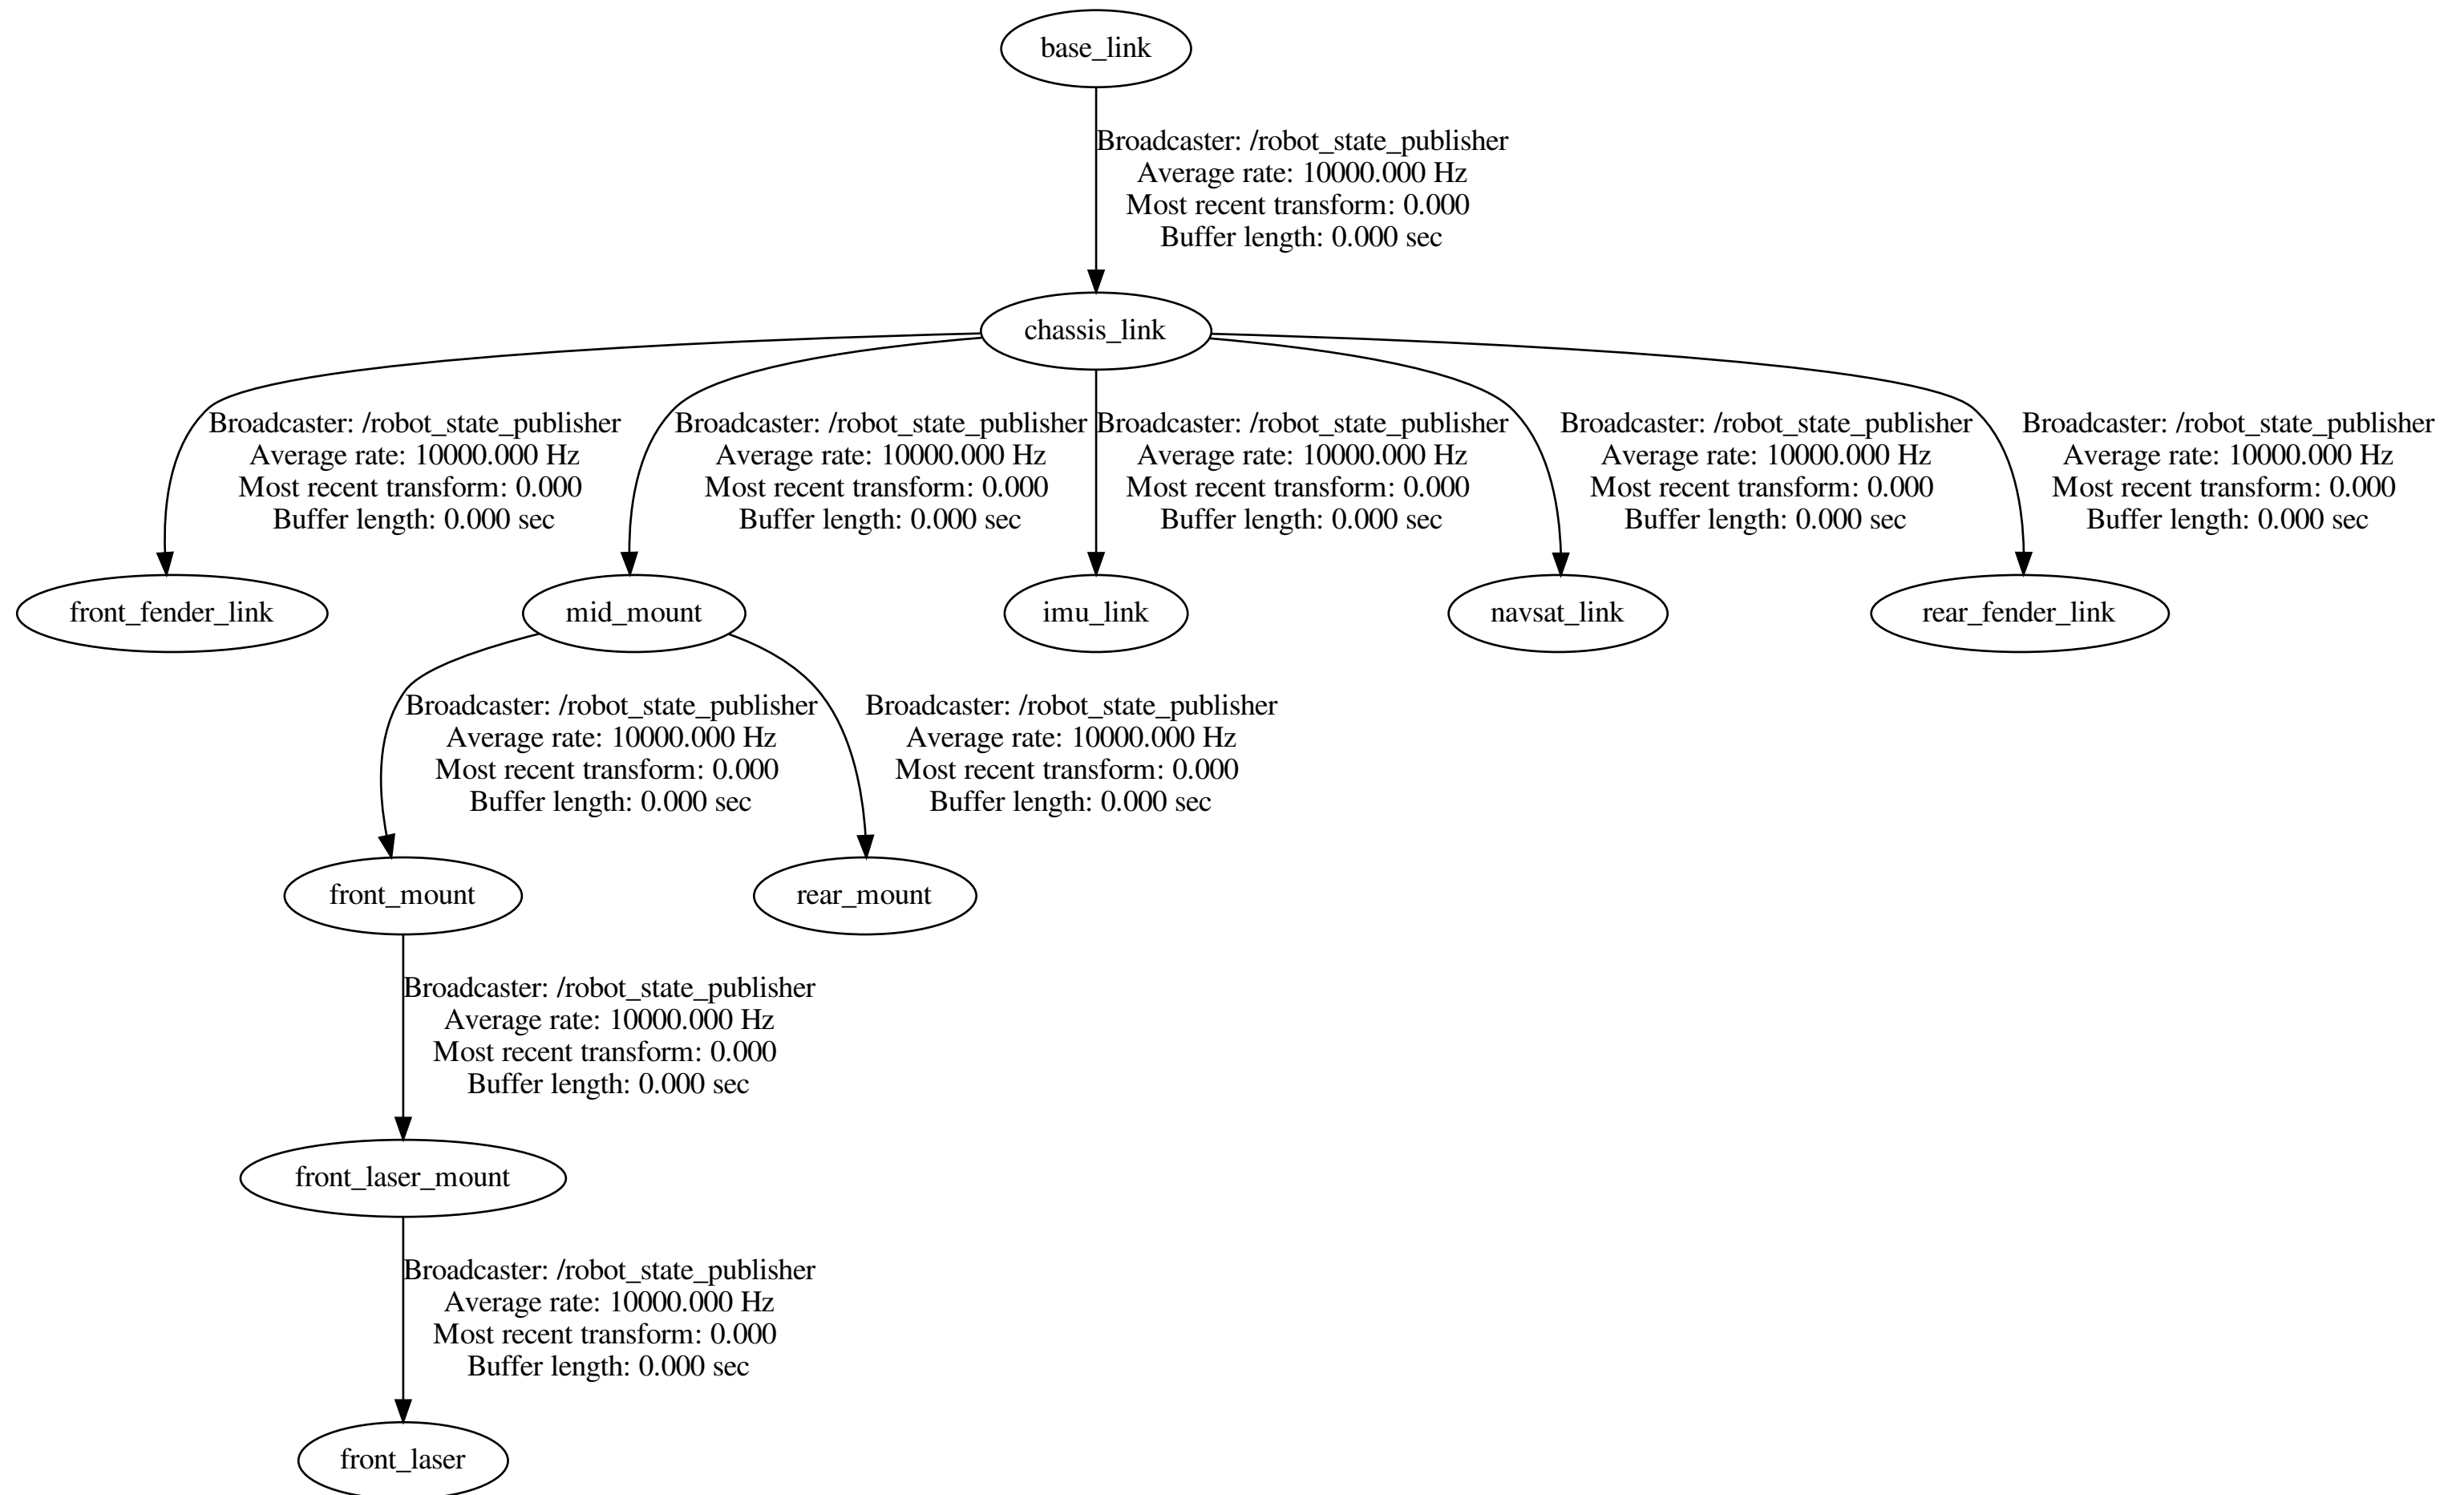 base_link
Broadcaster: /robot_state_publisher
Average rate: 10000.000 Hz
Most recent transform: 0.000
Buffer length: 0.000 sec
chassis_link
Broadcaster: /robot_state_publisher
Average rate: 10000.000 Hz
Most recent transform: 0.000
Buffer length: 0.000 sec
Broadcaster: /robot_state_publisher
Average rate: 10000.000 Hz
Most recent transform: 0.000
Buffer length: 0.000 sec
Broadcaster: /robot_state_publisher
Average rate: 10000.000 Hz
Most recent transform: 0.000
Buffer length: 0.000 sec
Broadcaster: /robot_state_publisher
Average rate: 10000.000 Hz
Most recent transform: 0.000
Buffer length: 0.000 sec
Broadcaster: /robot_state_publisher
Average rate: 10000.000 Hz
Most recent transform: 0.000
Buffer length: 0.000 sec
front_fender_link
mid_mount
imu_link
navsat_link
rear_fender_link
Broadcaster: /robot_state_publisher
Average rate: 10000.000 Hz
Most recent transform: 0.000
Buffer length: 0.000 sec
Broadcaster: /robot_state_publisher
Average rate: 10000.000 Hz
Most recent transform: 0.000
Buffer length: 0.000 sec
front_mount
rear_mount
Broadcaster: /robot_state_publisher
Average rate: 10000.000 Hz
Most recent transform: 0.000
Buffer length: 0.000 sec
front_laser_mount
Broadcaster: /robot_state_publisher
Average rate: 10000.000 Hz
Most recent transform: 0.000
Buffer length: 0.000 sec
front_laser